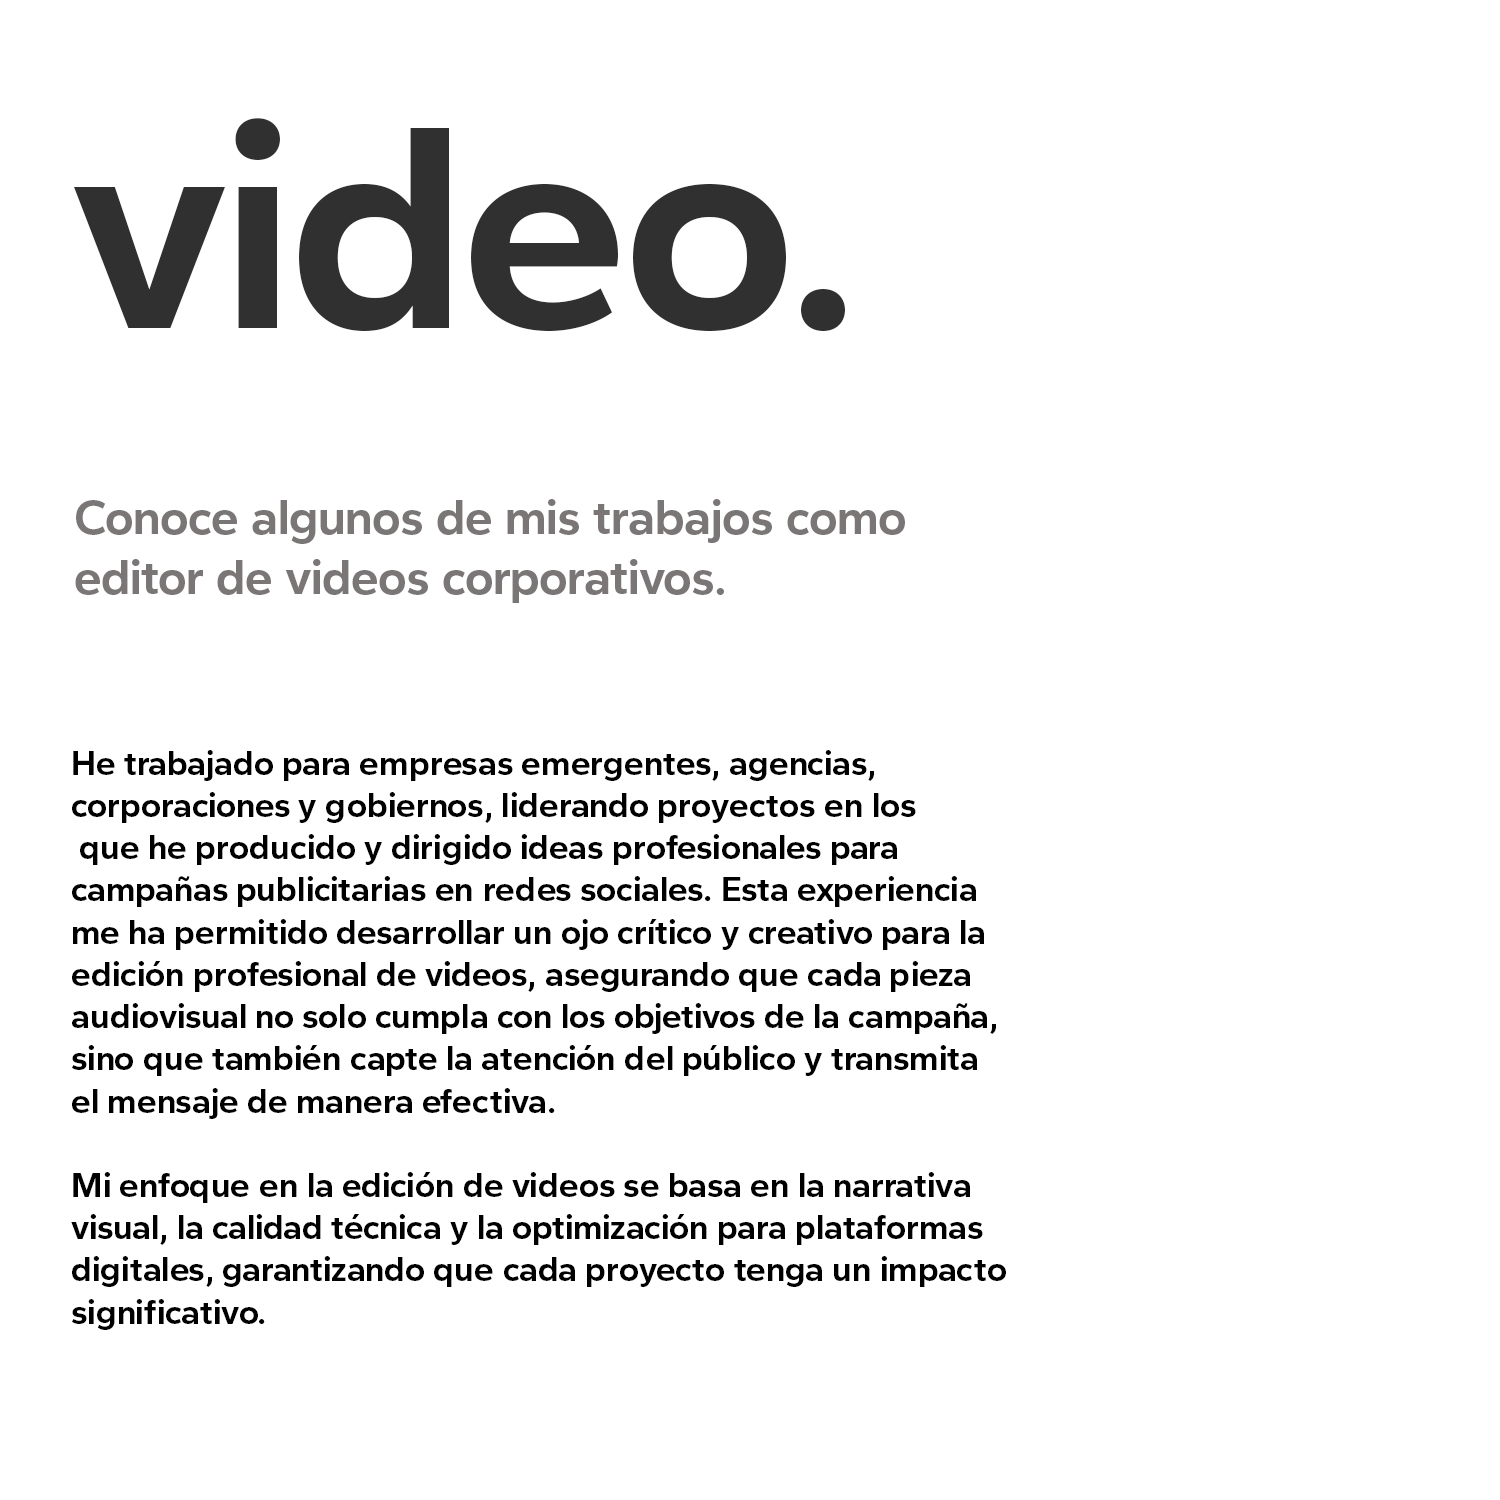 video.
Conoce algunos de mis trabajos como
editor de videos corporativos.
He trabajado para empresas emergentes, agencias,
corporaciones y gobiernos, liderando proyectos en los
que he producido y dirigido ideas profesionales para
campañas publicitarias en redes sociales. Esta experiencia
me ha permitido desarrollar un ojo crítico y creativo para la
edición profesional de videos, asegurando que cada pieza
audiovisual no solo cumpla con los objetivos de la campaña,
sino que también capte la atención del público y transmita
el mensaje de manera efectiva.
Mi enfoque en la edición de videos se basa en la narrativa
visual, la calidad técnica y la optimización para plataformas
digitales, garantizando que cada proyecto tenga un impacto
significativo.